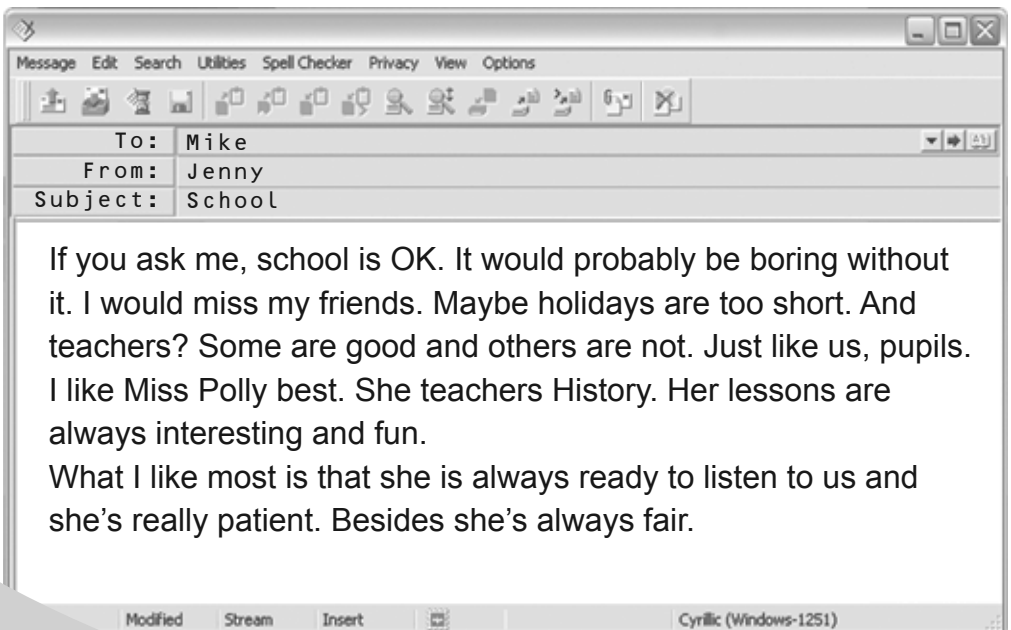 Message Edit Search Utilities Spell Checker Privacy View Options
To: Mike
From: Jenny
Subject: School
If you ask me, school is OK. It would probably be boring without
it. I would miss my friends. Maybe holidays are too short. And
teachers? Some are good and others are not. Just like us, pupils.
I like Miss Polly best. She teachers History. Her lessons are
always interesting and fun.
What I like most is that she is always ready to listen to us and
she’s really patient. Besides she’s always fair.
Modified Stream Insert Cyrillic (Windows-1251)